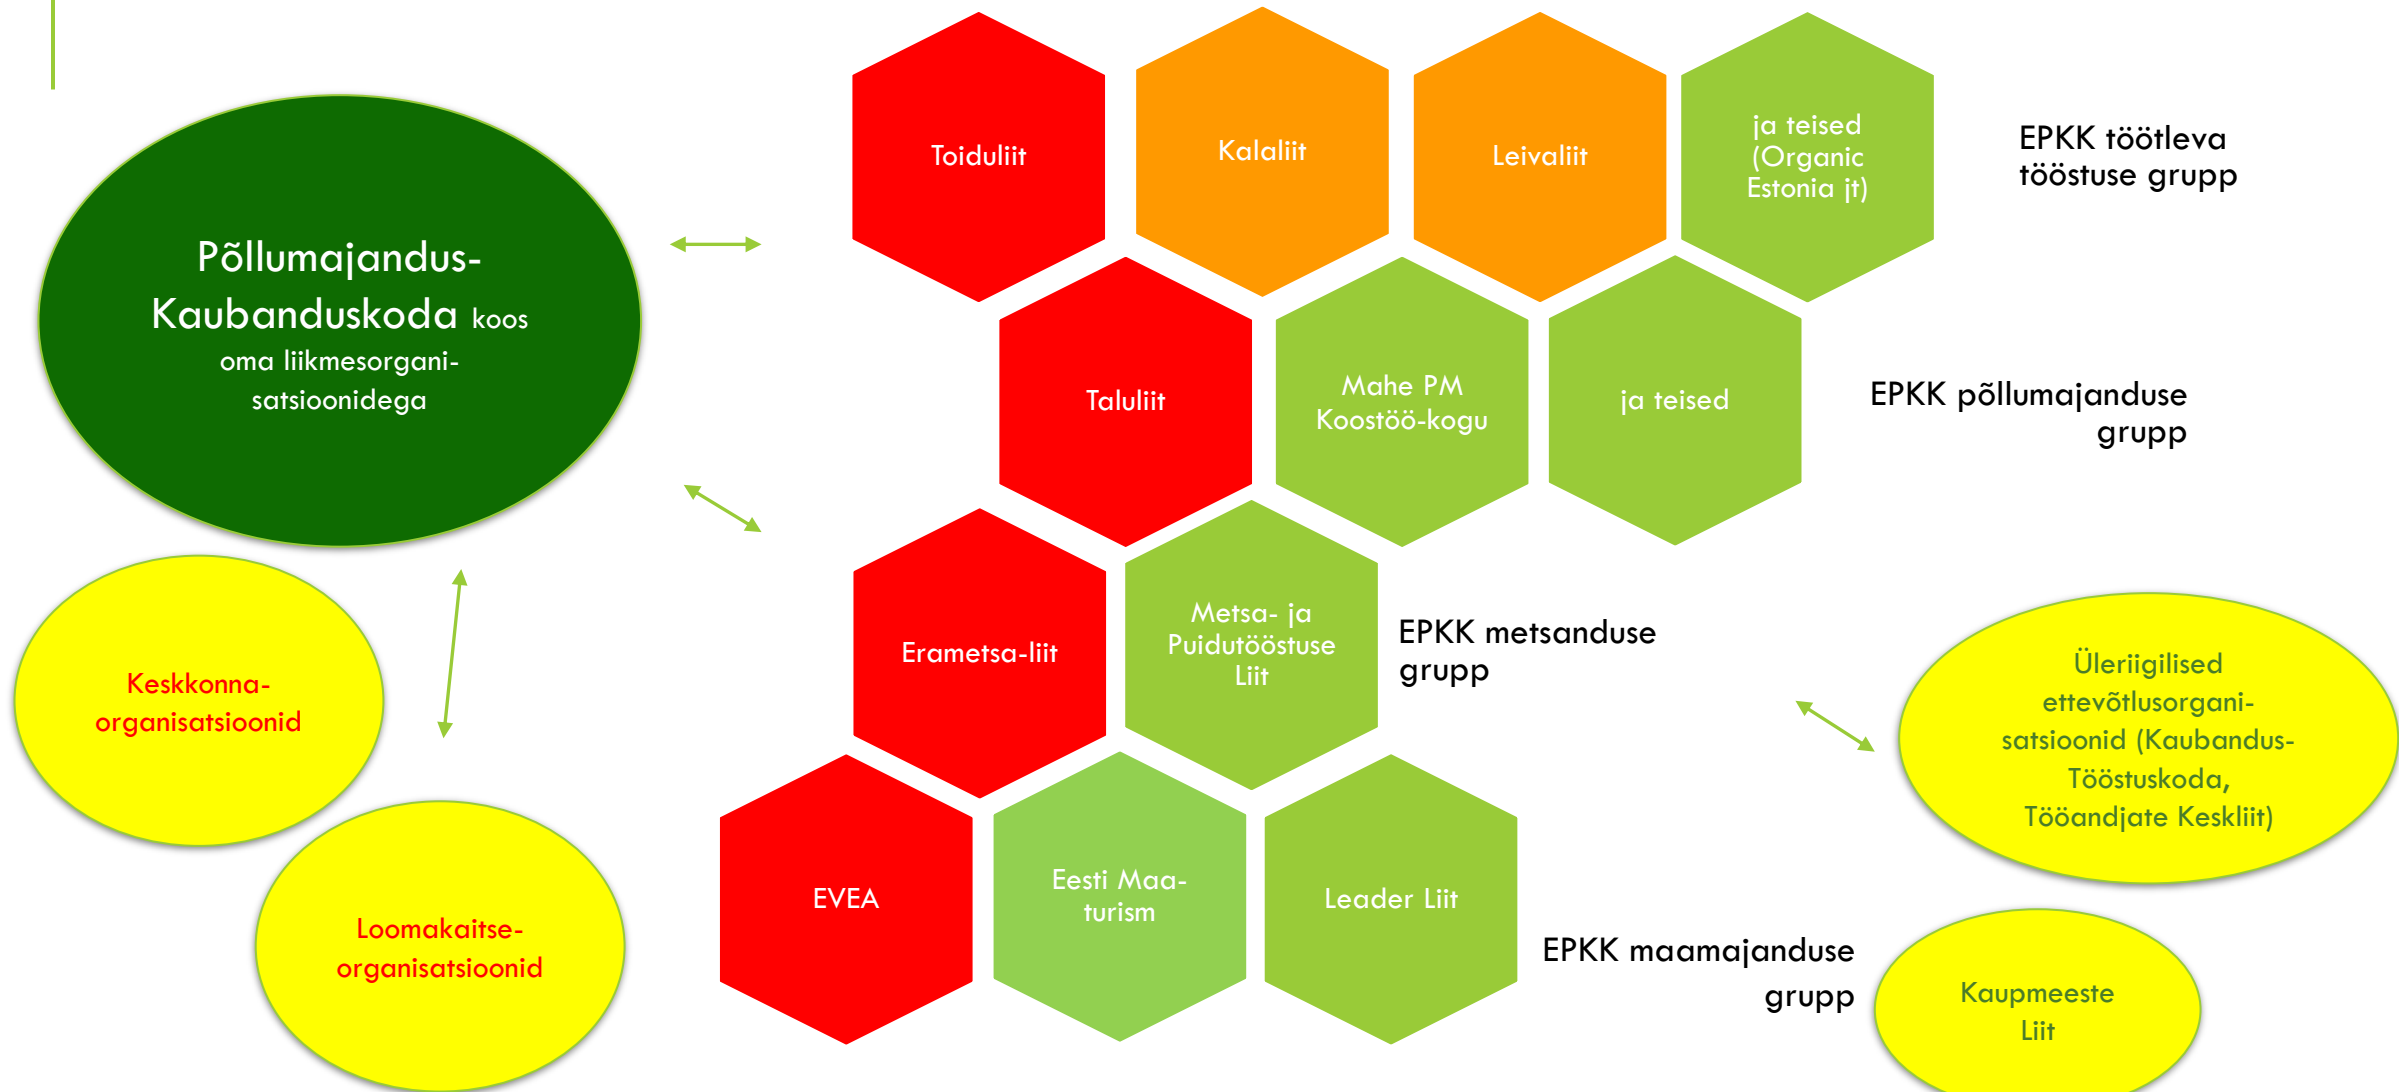 Põllumajandus-
Kaubanduskoda koos
oma liikmesorgani-
satsioonidega
Toiduliit
Kalaliit
Leivaliit
ja teised
(Organic
Estonia jt)
EPKK töötleva
tööstuse grupp
Taluliit
Mahe PM
Koostöö-kogu
ja teised
EPKK põllumajanduse
grupp
Erametsa-liit
Metsa- ja
Puidutööstuse
Liit
EPKK metsanduse
grupp
Keskkonna-
organisatsioonid
Üleriigilised
ettevõtlusorgani-
satsioonid (Kaubandus-
Tööstuskoda,
Tööandjate Keskliit)
EVEA
Eesti Maa-
turism
Leader Liit
EPKK maamajanduse
grupp
Loomakaitse-
organisatsioonid
Kaupmeeste
Liit